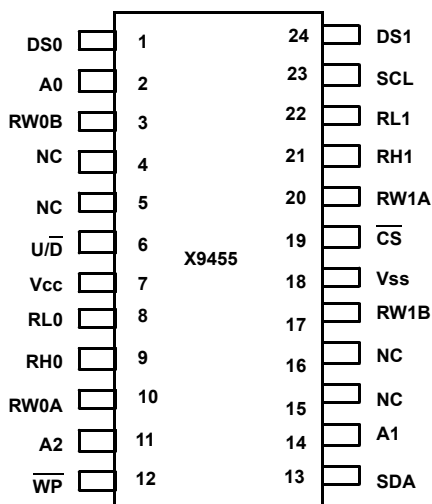 DS0 1 24 DS1
A0 2 23 SCL
RW0B 3 22 RL1
NC 4 21 RH1
NC 5 20 RW1A
U/D̅ 6 19 C̅S̅
X9455
Vcc 7 18 Vss
RL0 8 17 RW1B
RH0 9 16 NC
RW0A 10 15 NC
A2 11 14 A1
W̅P̅ 12 13 SDA